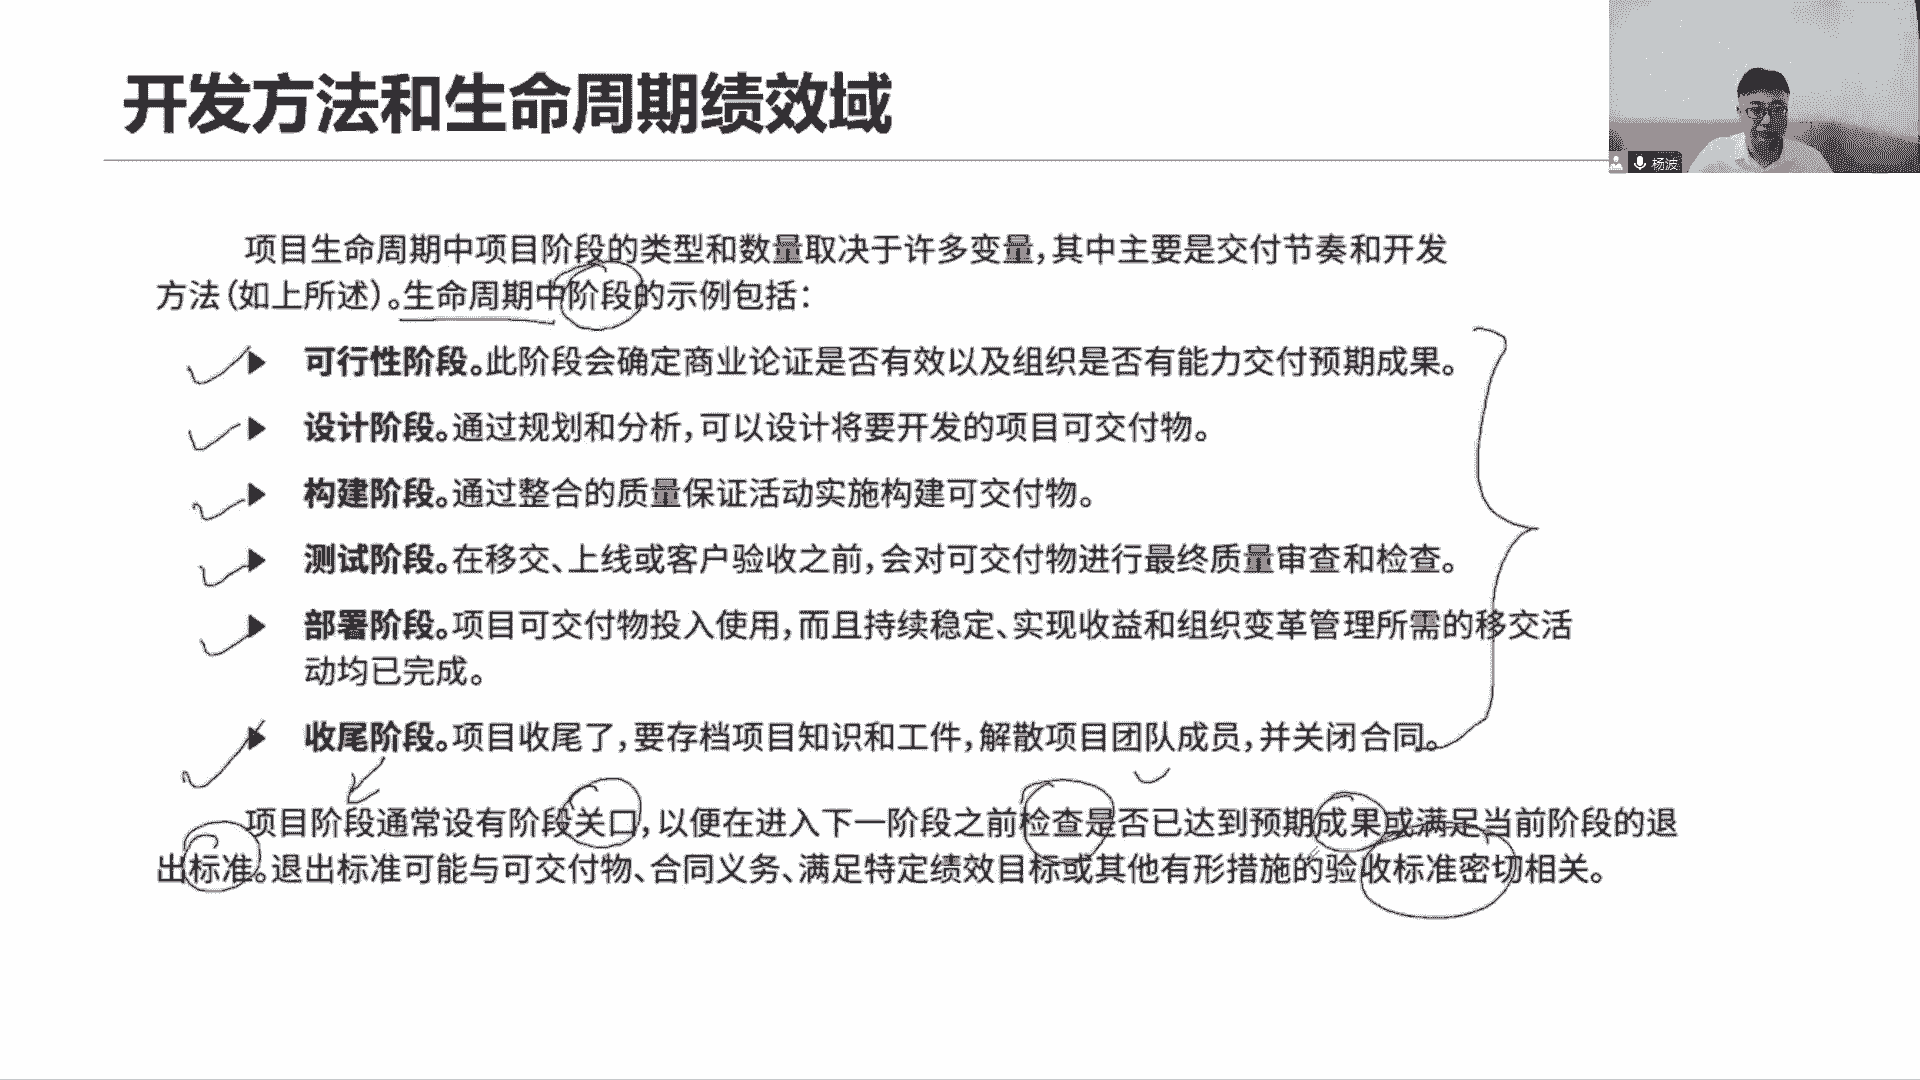 开发方法和生命周期绩效域
杨波
项目生命周期中项目阶段的类型和数量取决于许多变量,其中主要是交付节奏和开发
方法(如上所述)。生命周期中阶段的示例包括:
▶ 可行性阶段。此阶段会确定商业论证是否有效以及组织是否有能力交付预期成果。
▶ 设计阶段。通过规划和分析,可以设计将要开发的项目可交付物。
▶ 构建阶段。通过整合的质量保证活动实施构建可交付物。
▶ 测试阶段。在移交、上线或客户验收之前,会对可交付物进行最终质量审查和检查。
▶ 部署阶段。项目可交付物投入使用,而且持续稳定、实现收益和组织变革管理所需的移交活
动均已完成。
▶ 收尾阶段。项目收尾了,要存档项目知识和工件,解散项目团队成员,并关闭合同。
项目阶段通常设有阶段关口,以便在进入下一阶段之前检查是否已达到预期成果或满足当前阶段的退
出标准。退出标准可能与可交付物、合同义务、满足特定绩效目标或其他有形措施的验收标准密切相关。